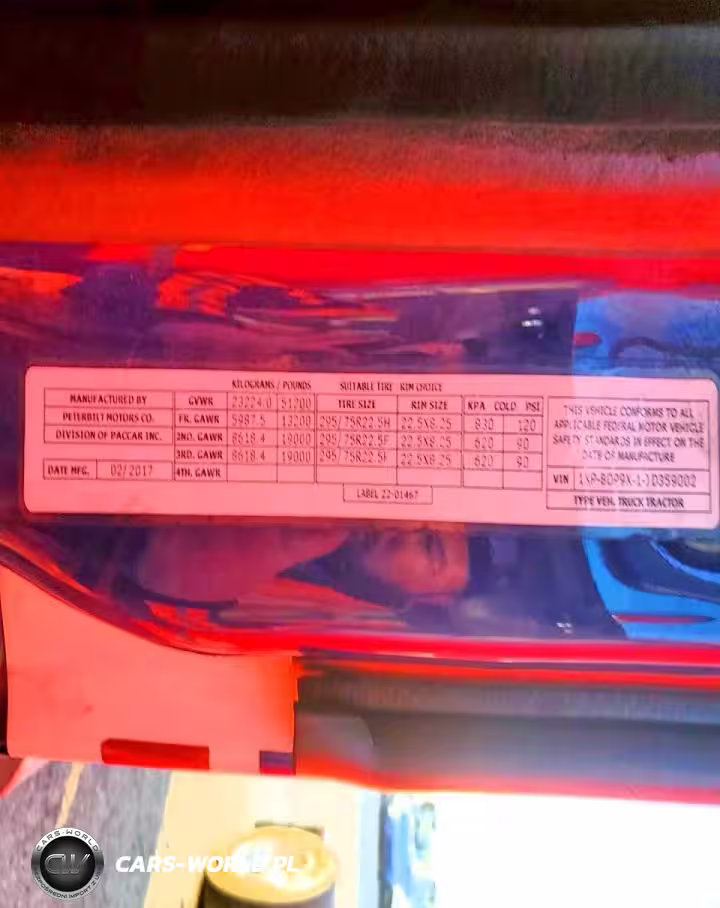 KILOGRAMS / POUNDS SUITABLE TIRE - RIM CHOICE
MANUFACTURED BY GVWR 23224.0 51200 TIRE SIZE RIM SIZE KPA COLD PSI
PETERBILT MOTORS CO. FR. GAWR 5987.5 13200 295/75R22.5H 22.5X8.25 830 120
DIVISION OF PACCAR INC. 2ND. GAWR 8618.4 19000 295/75R22.5F 22.5X8.25 620 90
3RD. GAWR 8618.4 19000 295/75R22.5F 22.5X8.25 620 90
DATE MFG. 02/2017 4TH. GAWR
LABEL 22-01467
THIS VEHICLE CONFORMS TO ALL
APPLICABLE FEDERAL MOTOR VEHICLE
SAFETY STANDARDS IN EFFECT ON THE
DATE OF MANUFACTURE
VIN
TYPE VEH. TRUCK TRACTOR
CARS-WORLD
CW
CARS-WORLD.PL